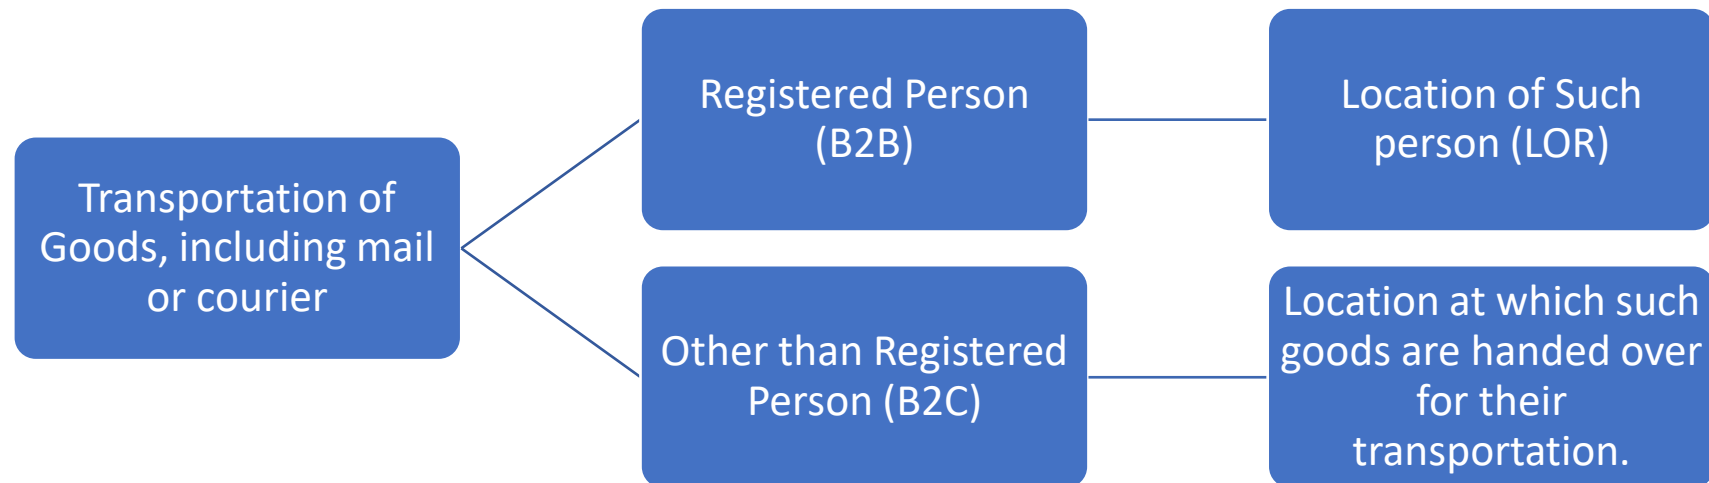 Transportation of
Goods, including mail
or courier
Registered Person
(B2B)
Location of Such
person (LOR)
Other than Registered
Person (B2C)
Location at which such
goods are handed over
for their
transportation.